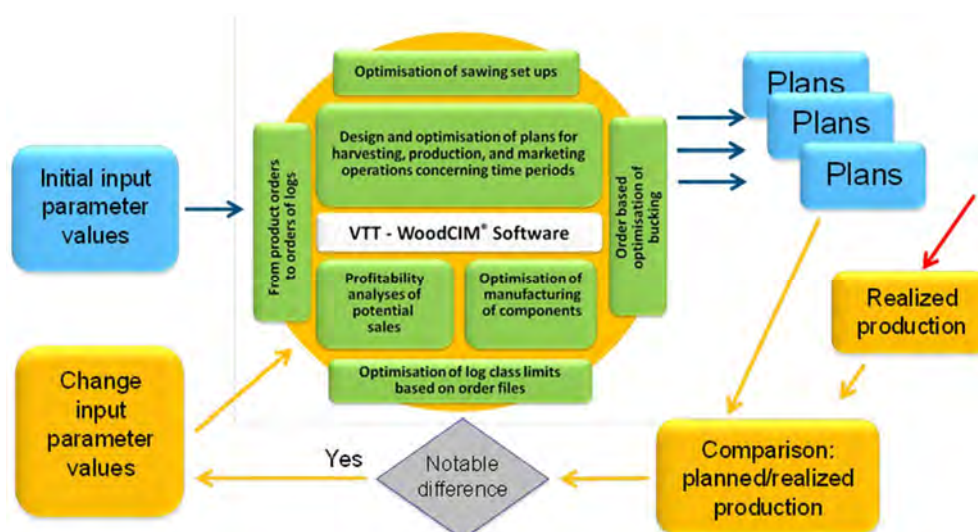 Initial input
parameter
values
Change
input
parameter
values
Optimisation of sawing set ups
From product orders
to orders of logs
Design and optimisation of plans for
harvesting, production, and marketing
operations concerning time periods
VTT - WoodCIM® Software
Profitability
analyses of
potential
sales
Optimisation of
manufacturing
of components
Order based
optimisation of
bucking
Optimisation of log class limits
based on order files
Plans
Plans
Plans
Realized
production
Comparison:
planned/realized
production
Notable
difference
Yes